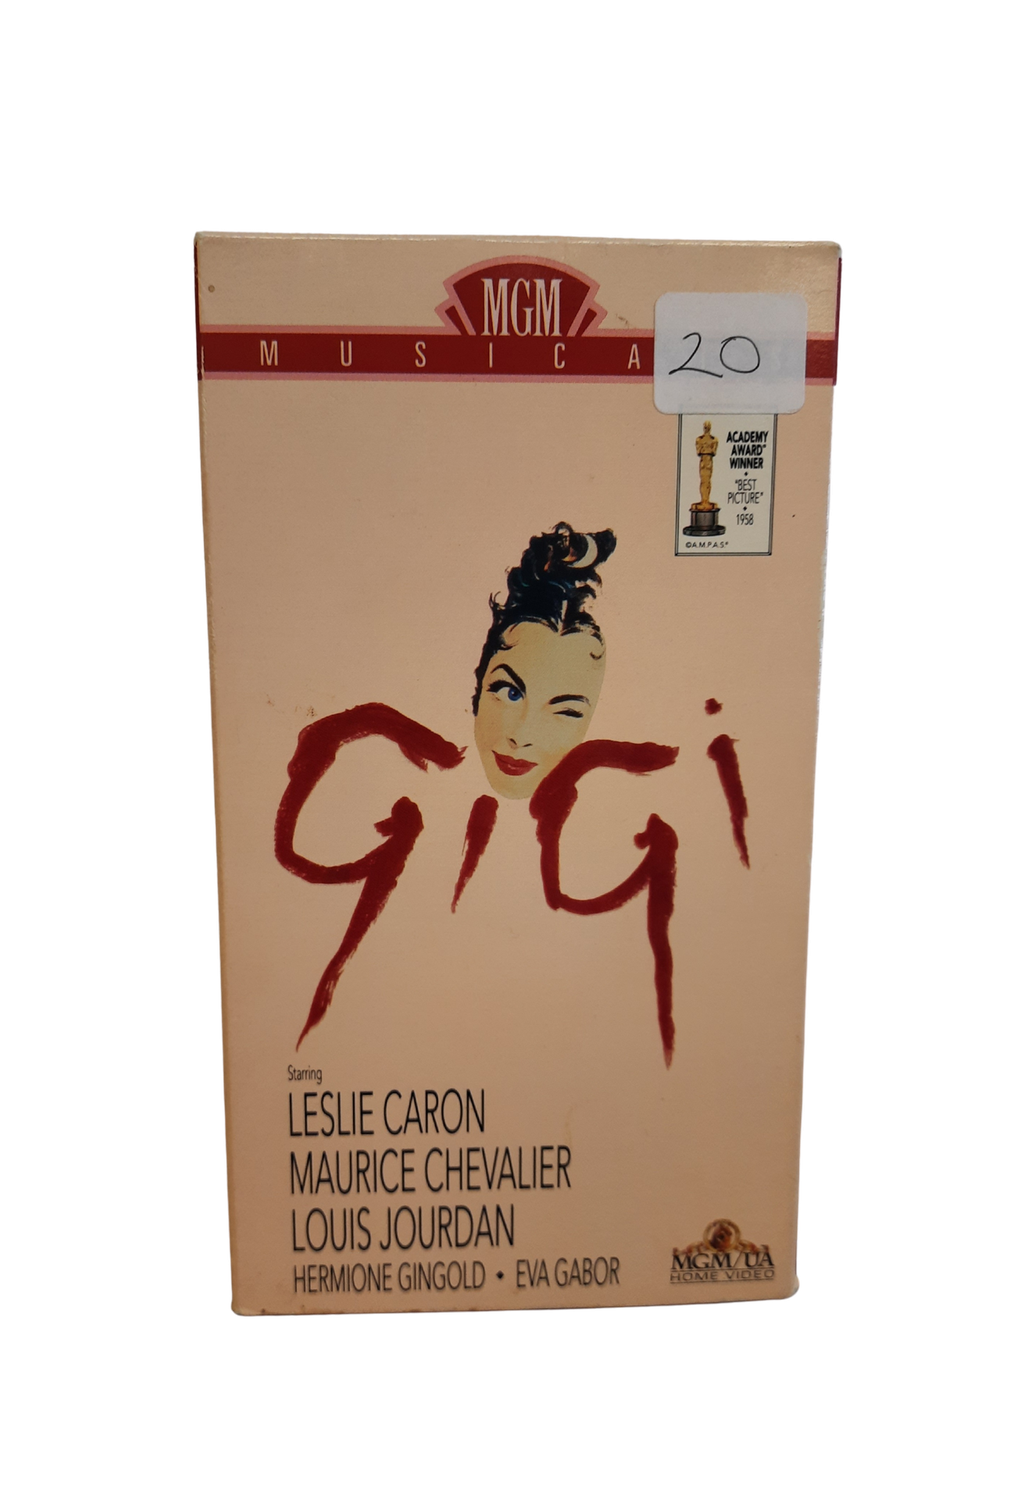 MGM
MUSICA
20
ACADEMY
AWARD®
WINNER
•
"BEST
PICTURE"
•
1958
©A.M.P.A.S®
GiGi
Starring
LESLIE CARON
MAURICE CHEVALIER
LOUIS JOURDAN
HERMIONE GINGOLD • EVA GABOR
MGM/UA
HOME VIDEO